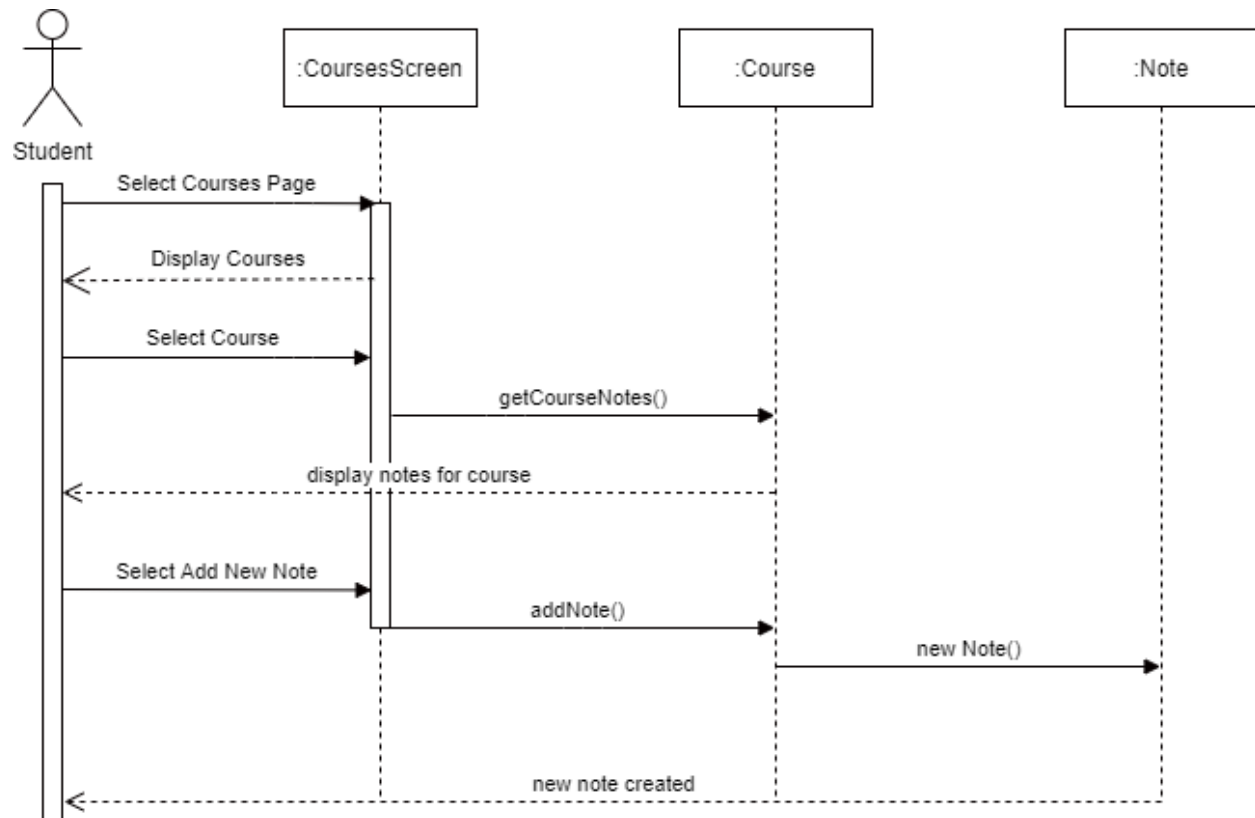 :CoursesScreen
:Course
:Note
Student
Select Courses Page
Display Courses
Select Course
getCourseNotes()
display notes for course
Select Add New Note
addNote()
new Note()
new note created